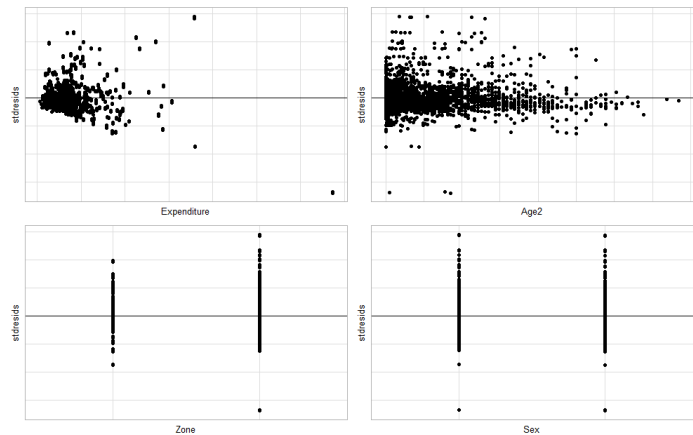 stdresids
stdresids
Expenditure
Age2
stdresids
stdresids
Zone
Sex